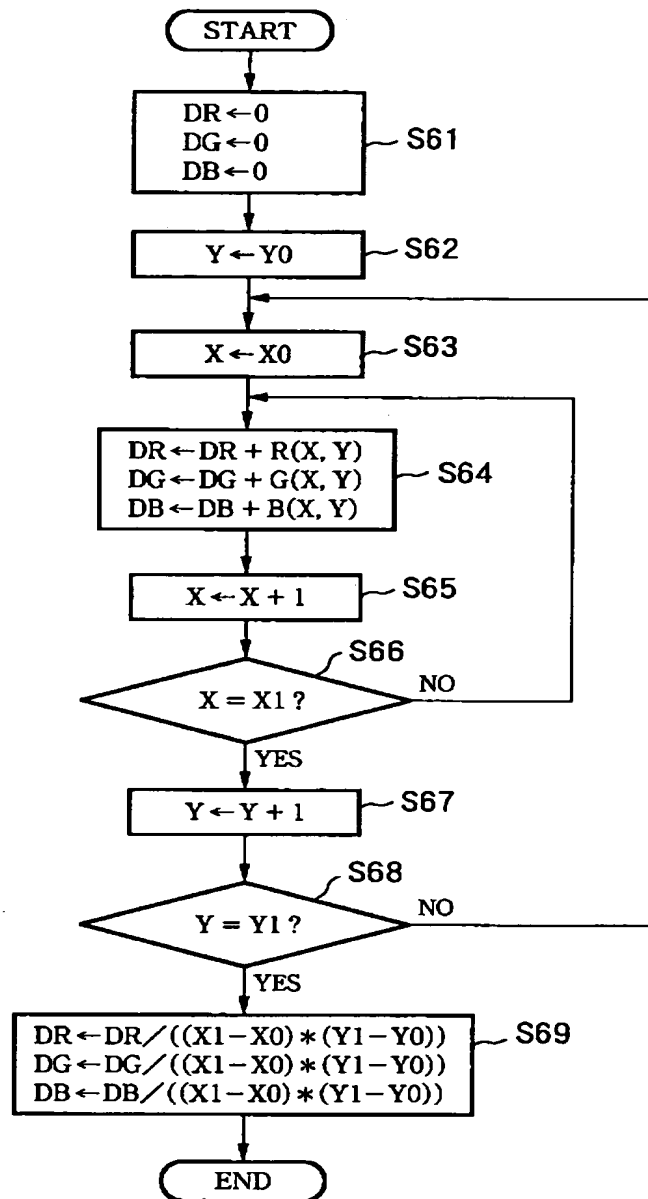 START
DR←0
DG←0
DB←0
S61
Y←Y0
S62
X←X0
S63
DR←DR + R(X, Y)
DG←DG + G(X, Y)
DB←DB + B(X, Y)
S64
X←X + 1
S65
S66
X = X1 ?
NO
YES
Y←Y + 1
S67
S68
Y = Y1 ?
NO
YES
DR←DR/((X1−X0)*(Y1−Y0))
DG←DG/((X1−X0)*(Y1−Y0))
DB←DB/((X1−X0)*(Y1−Y0))
S69
END